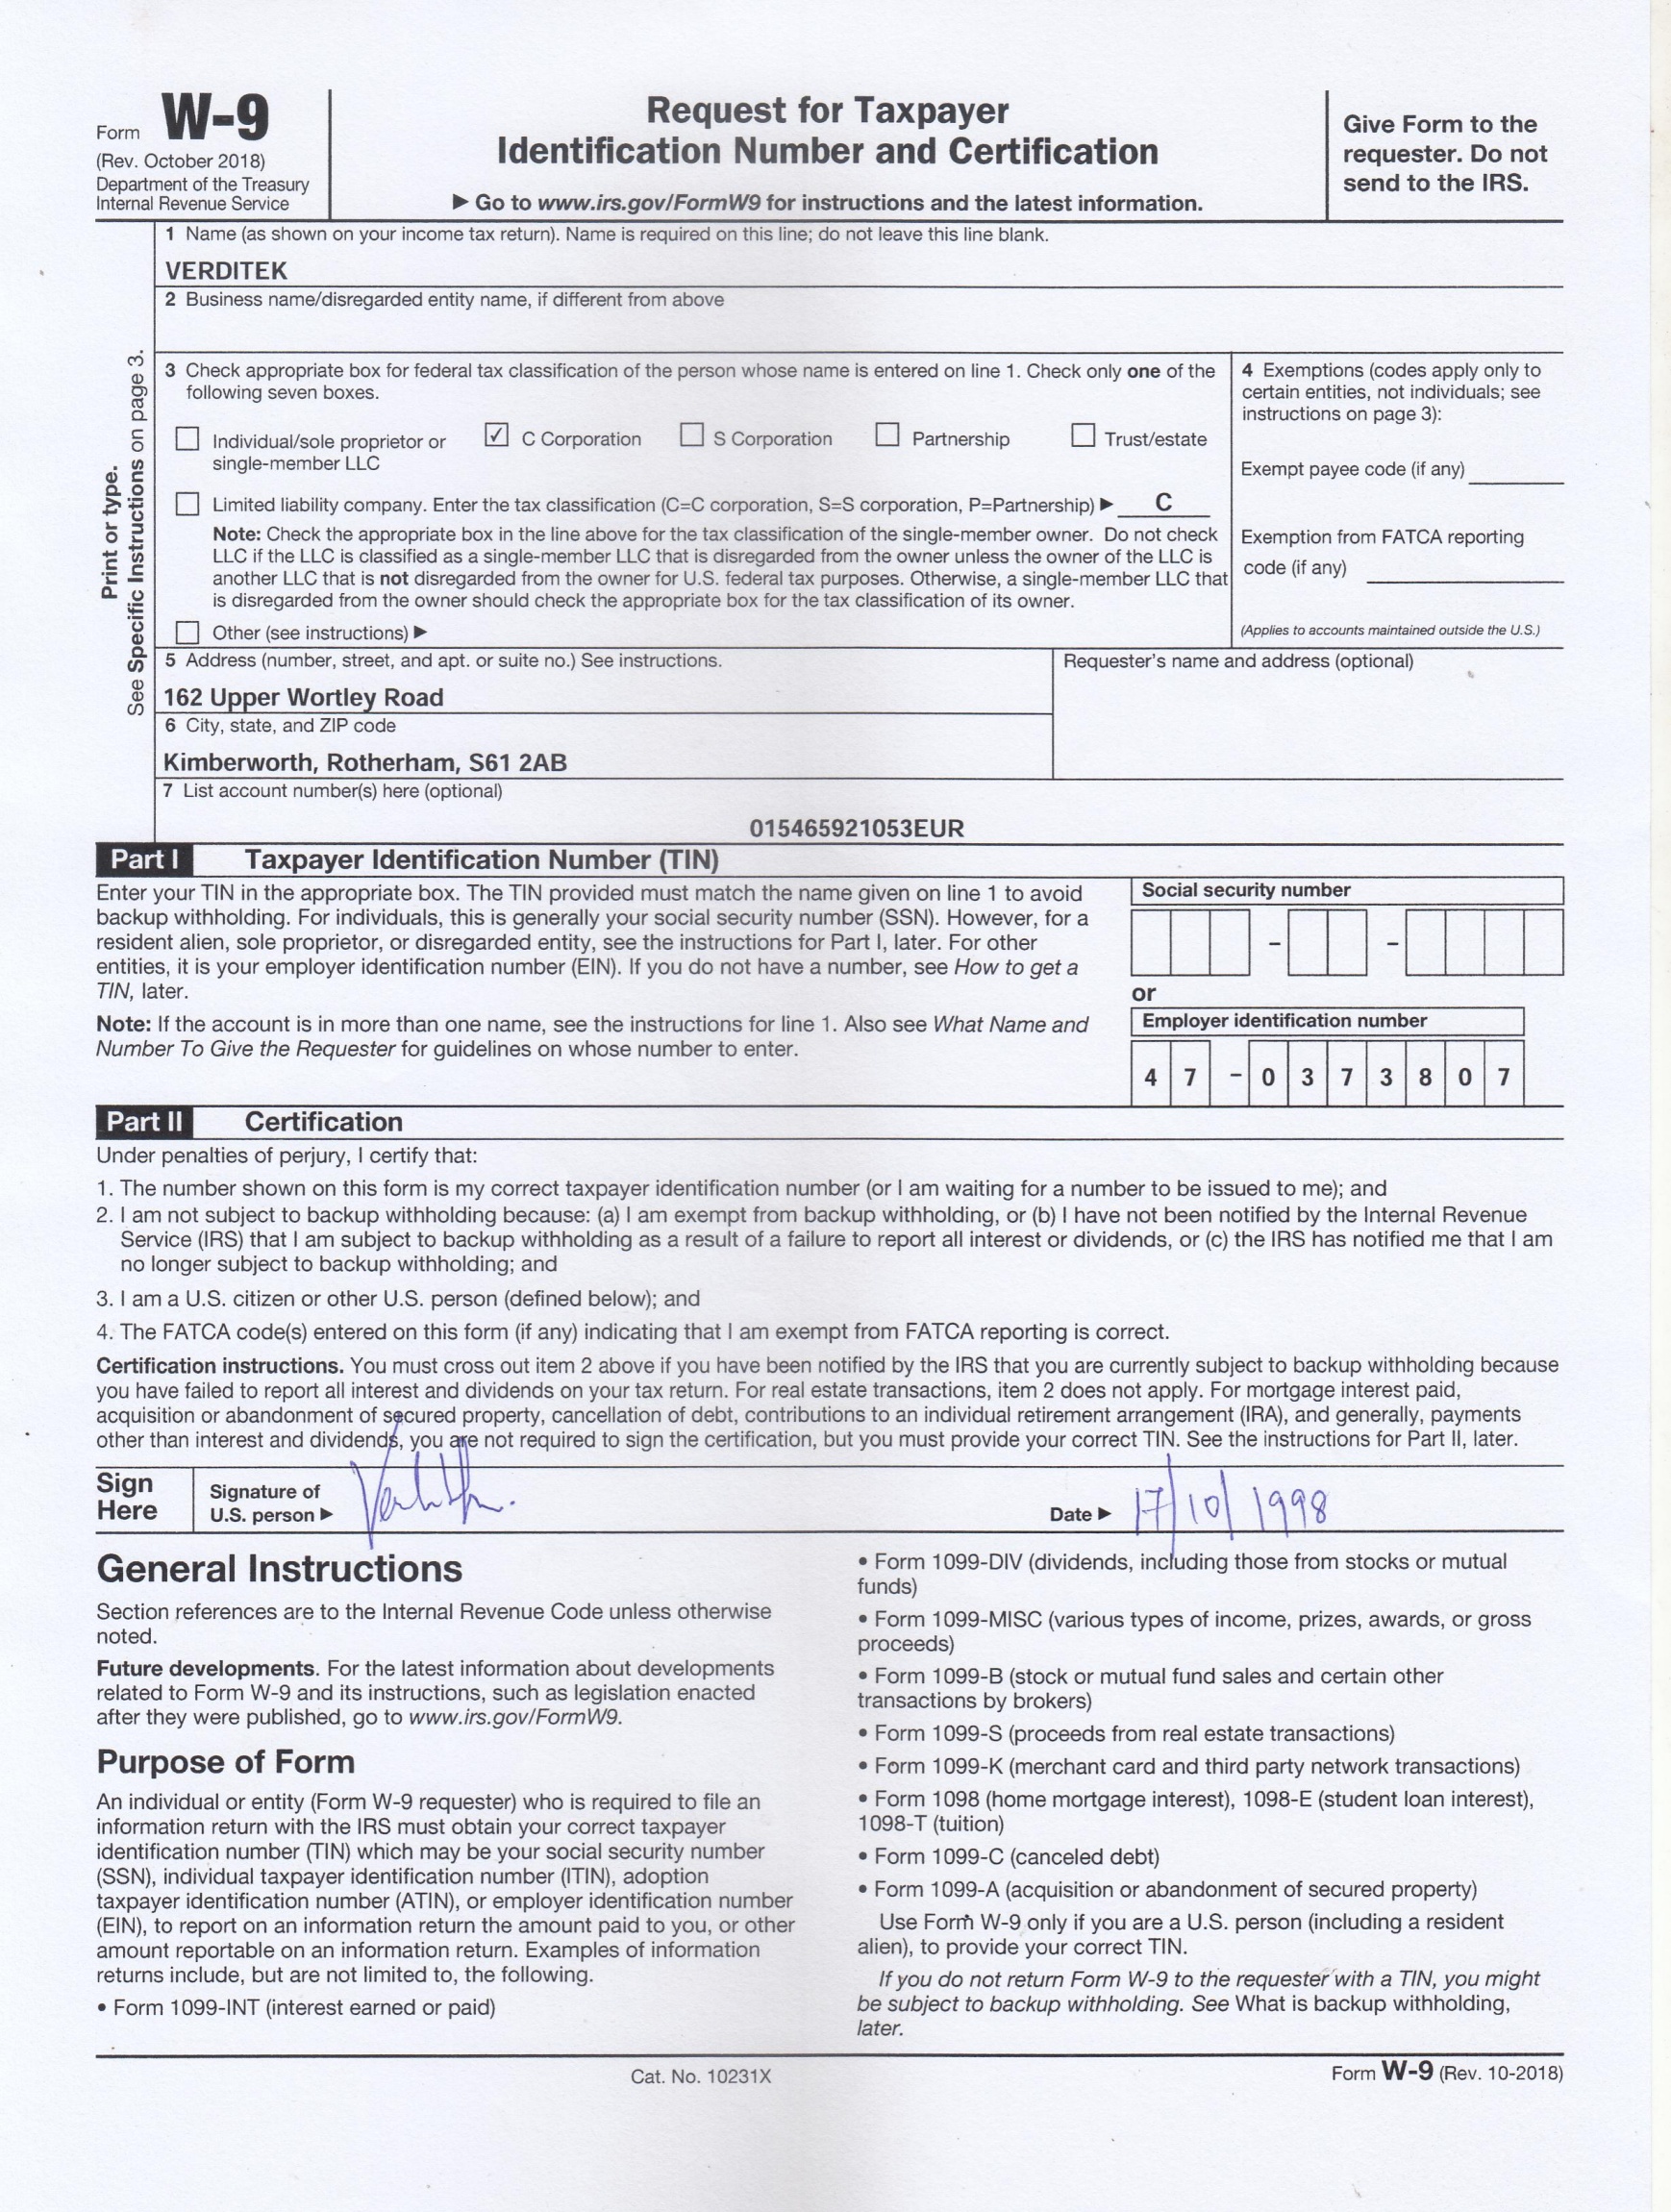 Form W-9
(Rev. October 2018)
Department of the Treasury
Internal Revenue Service
Request for Taxpayer
Identification Number and Certification
▶ Go to www.irs.gov/FormW9 for instructions and the latest information.
Give Form to the
requester. Do not
send to the IRS.
Print or type.
See Specific Instructions on page 3.
1 Name (as shown on your income tax return). Name is required on this line; do not leave this line blank.
VERDITEK
2 Business name/disregarded entity name, if different from above
3 Check appropriate box for federal tax classification of the person whose name is entered on line 1. Check only one of the
following seven boxes.
☐ Individual/sole proprietor or
single-member LLC
☑ C Corporation
☐ S Corporation
☐ Partnership
☐ Trust/estate
☐ Limited liability company. Enter the tax classification (C=C corporation, S=S corporation, P=Partnership) ▶ C
Note: Check the appropriate box in the line above for the tax classification of the single-member owner. Do not check
LLC if the LLC is classified as a single-member LLC that is disregarded from the owner unless the owner of the LLC is
another LLC that is not disregarded from the owner for U.S. federal tax purposes. Otherwise, a single-member LLC that
is disregarded from the owner should check the appropriate box for the tax classification of its owner.
☐ Other (see instructions) ▶
4 Exemptions (codes apply only to
certain entities, not individuals; see
instructions on page 3):
Exempt payee code (if any)
Exemption from FATCA reporting
code (if any)
(Applies to accounts maintained outside the U.S.)
5 Address (number, street, and apt. or suite no.) See instructions.
162 Upper Wortley Road
6 City, state, and ZIP code
Kimberworth, Rotherham, S61 2AB
Requester's name and address (optional)
7 List account number(s) here (optional)
015465921053EUR
Part I Taxpayer Identification Number (TIN)
Enter your TIN in the appropriate box. The TIN provided must match the name given on line 1 to avoid
backup withholding. For individuals, this is generally your social security number (SSN). However, for a
resident alien, sole proprietor, or disregarded entity, see the instructions for Part I, later. For other
entities, it is your employer identification number (EIN). If you do not have a number, see How to get a
TIN, later.
Note: If the account is in more than one name, see the instructions for line 1. Also see What Name and
Number To Give the Requester for guidelines on whose number to enter.
Social security number
– –
or
Employer identification number
4 7 – 0 3 7 3 8 0 7
Part II Certification
Under penalties of perjury, I certify that:
1. The number shown on this form is my correct taxpayer identification number (or I am waiting for a number to be issued to me); and
2. I am not subject to backup withholding because: (a) I am exempt from backup withholding, or (b) I have not been notified by the Internal Revenue
Service (IRS) that I am subject to backup withholding as a result of a failure to report all interest or dividends, or (c) the IRS has notified me that I am
no longer subject to backup withholding; and
3. I am a U.S. citizen or other U.S. person (defined below); and
4. The FATCA code(s) entered on this form (if any) indicating that I am exempt from FATCA reporting is correct.
Certification instructions. You must cross out item 2 above if you have been notified by the IRS that you are currently subject to backup withholding because
you have failed to report all interest and dividends on your tax return. For real estate transactions, item 2 does not apply. For mortgage interest paid,
acquisition or abandonment of secured property, cancellation of debt, contributions to an individual retirement arrangement (IRA), and generally, payments
other than interest and dividends, you are not required to sign the certification, but you must provide your correct TIN. See the instructions for Part II, later.
Sign
Here
Signature of
U.S. person ▶
Date ▶ 17/10/1998
General Instructions
Section references are to the Internal Revenue Code unless otherwise
noted.
Future developments. For the latest information about developments
related to Form W-9 and its instructions, such as legislation enacted
after they were published, go to www.irs.gov/FormW9.
Purpose of Form
An individual or entity (Form W-9 requester) who is required to file an
information return with the IRS must obtain your correct taxpayer
identification number (TIN) which may be your social security number
(SSN), individual taxpayer identification number (ITIN), adoption
taxpayer identification number (ATIN), or employer identification number
(EIN), to report on an information return the amount paid to you, or other
amount reportable on an information return. Examples of information
returns include, but are not limited to, the following.
• Form 1099-INT (interest earned or paid)
• Form 1099-DIV (dividends, including those from stocks or mutual
funds)
• Form 1099-MISC (various types of income, prizes, awards, or gross
proceeds)
• Form 1099-B (stock or mutual fund sales and certain other
transactions by brokers)
• Form 1099-S (proceeds from real estate transactions)
• Form 1099-K (merchant card and third party network transactions)
• Form 1098 (home mortgage interest), 1098-E (student loan interest),
1098-T (tuition)
• Form 1099-C (canceled debt)
• Form 1099-A (acquisition or abandonment of secured property)
Use Form W-9 only if you are a U.S. person (including a resident
alien), to provide your correct TIN.
If you do not return Form W-9 to the requester with a TIN, you might
be subject to backup withholding. See What is backup withholding,
later.
Cat. No. 10231X
Form W-9 (Rev. 10-2018)